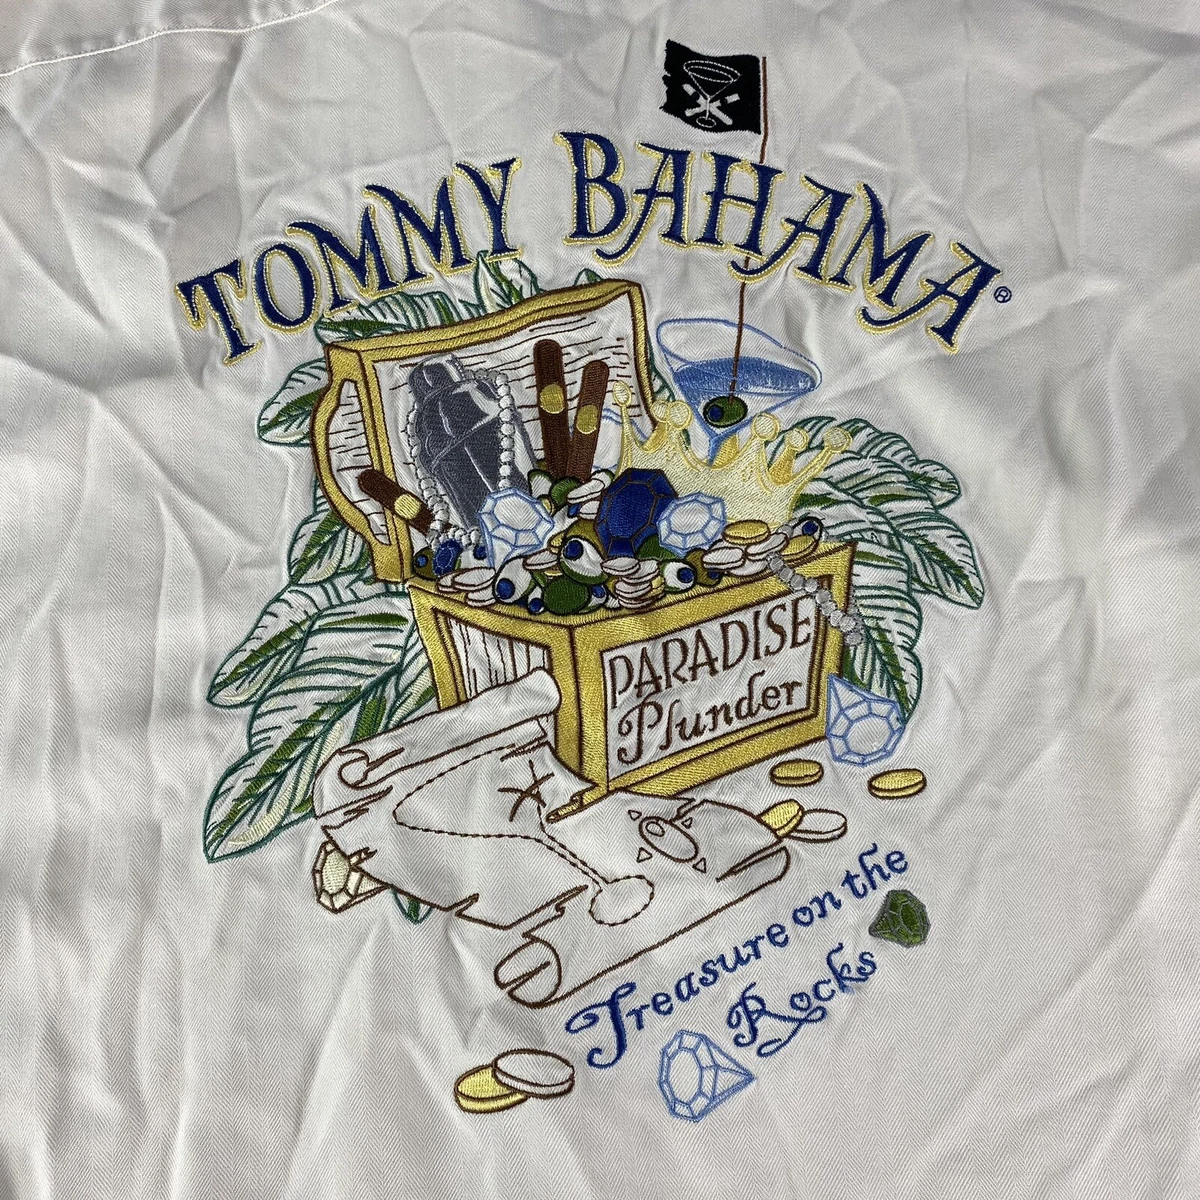 TOMMY BAHAMA®
PARADISE
Plunder
Treasure on the
Rocks